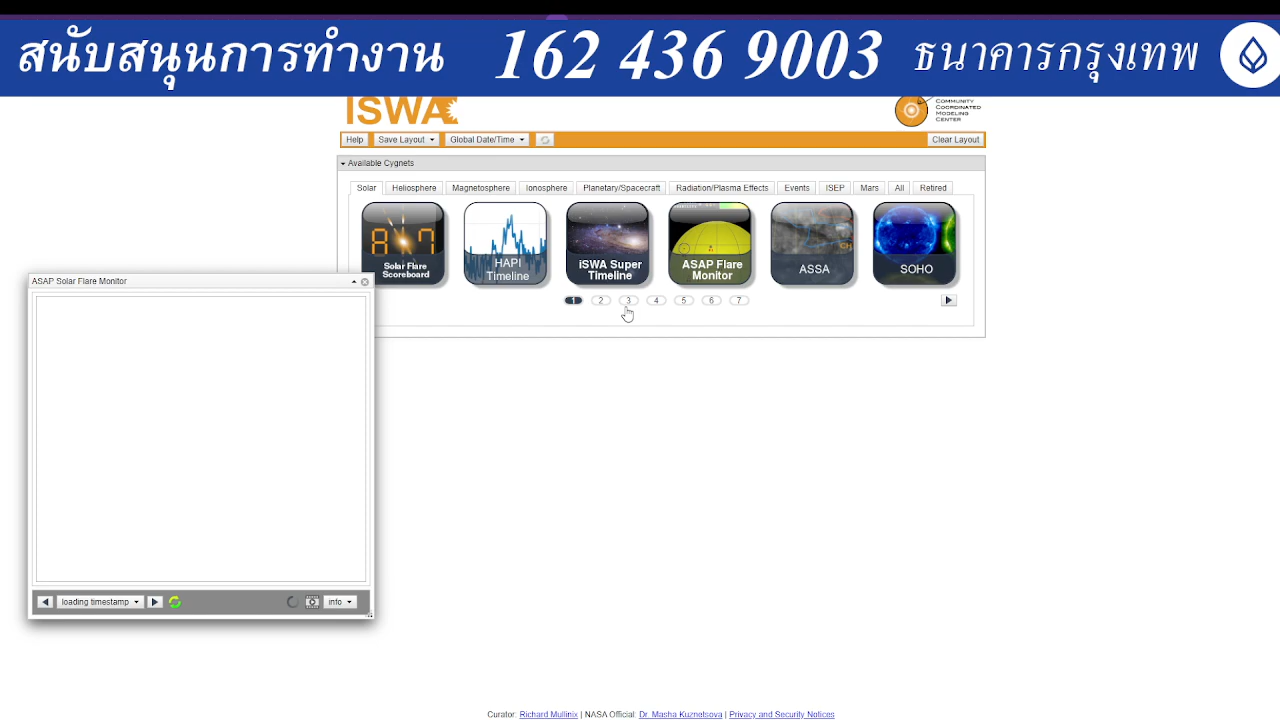 สนับสนุนการทำงาน 162 436 9003 ธนาคารกรุงเทพ
ISWA
COMMUNITY
COORDINATED
MODELING
CENTER
Help Save Layout Global Date/Time Clear Layout
Available Cygnets
Solar Heliosphere Magnetosphere Ionosphere Planetary/Spacecraft Radiation/Plasma Effects Events ISEP Mars All Retired
Solar Flare
Scoreboard
HAPI
Timeline
iSWA Super
Timeline
ASAP Flare
Monitor
ASSA
SOHO
1 2 3 4 5 6 7
ASAP Solar Flare Monitor
loading timestamp info
Curator: Richard Mullinix | NASA Official: Dr. Masha Kuznetsova | Privacy and Security Notices